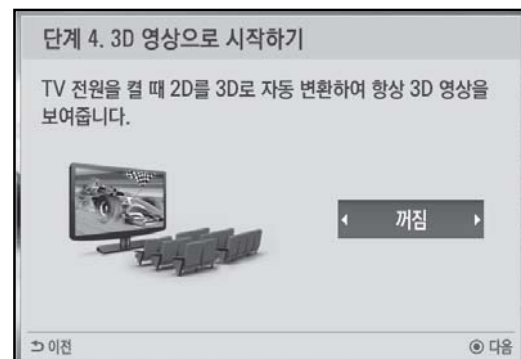 단계 4. 3D 영상으로 시작하기
TV 전원을 켤 때 2D를 3D로 자동 변환하여 항상 3D 영상을
보여줍니다.
꺼짐
이전
다음